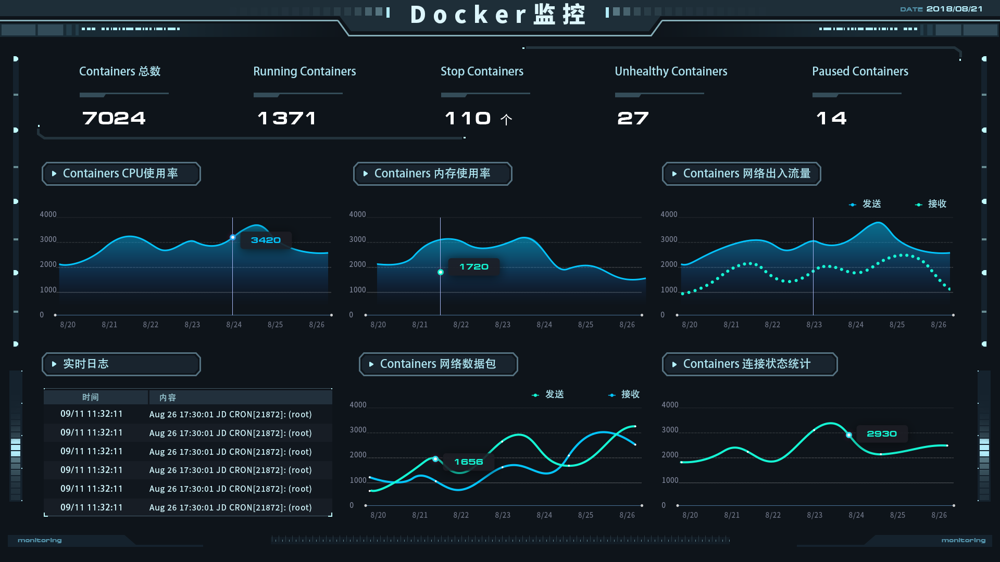 Docker监控
DATE 2018/08/21
Containers 总数
Running Containers
Stop Containers
Unhealthy Containers
Paused Containers
7024
1371
110 个
27
14
Containers CPU使用率
Containers 内存使用率
Containers 网络出入流量
4000
3000
2000
1000
0
3420
8/20 8/21 8/22 8/23 8/24 8/25 8/26
4000
3000
2000
1000
0
1720
8/20 8/21 8/22 8/23 8/24 8/25 8/26
发送 接收
4000
3000
2000
1000
0
8/20 8/21 8/22 8/23 8/24 8/25 8/26
实时日志
Containers 网络数据包
Containers 连接状态统计
时间 内容
09/11 11:32:11 Aug 26 17:30:01 JD CRON[21872]: (root)
09/11 11:32:11 Aug 26 17:30:01 JD CRON[21872]: (root)
09/11 11:32:11 Aug 26 17:30:01 JD CRON[21872]: (root)
09/11 11:32:11 Aug 26 17:30:01 JD CRON[21872]: (root)
09/11 11:32:11 Aug 26 17:30:01 JD CRON[21872]: (root)
09/11 11:32:11 Aug 26 17:30:01 JD CRON[21872]: (root)
发送 接收
4000
3000
2000
1000
0
1656
8/20 8/21 8/22 8/23 8/24 8/25 8/26
4000
3000
2000
1000
0
2930
8/20 8/21 8/22 8/23 8/24 8/25 8/26
monitoring
monitoring